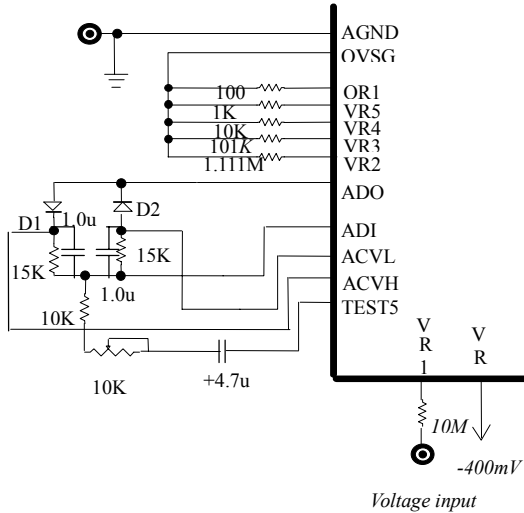 AGND
OVSG
100 OR1
1K VR5
10K VR4
101K VR3
1.111M VR2
ADO
D1 1.0u D2
ADI
15K 15K ACVL
1.0u ACVH
10K TEST5
10K +4.7u
V
R
1
V
R
10M
-400mV
Voltage input